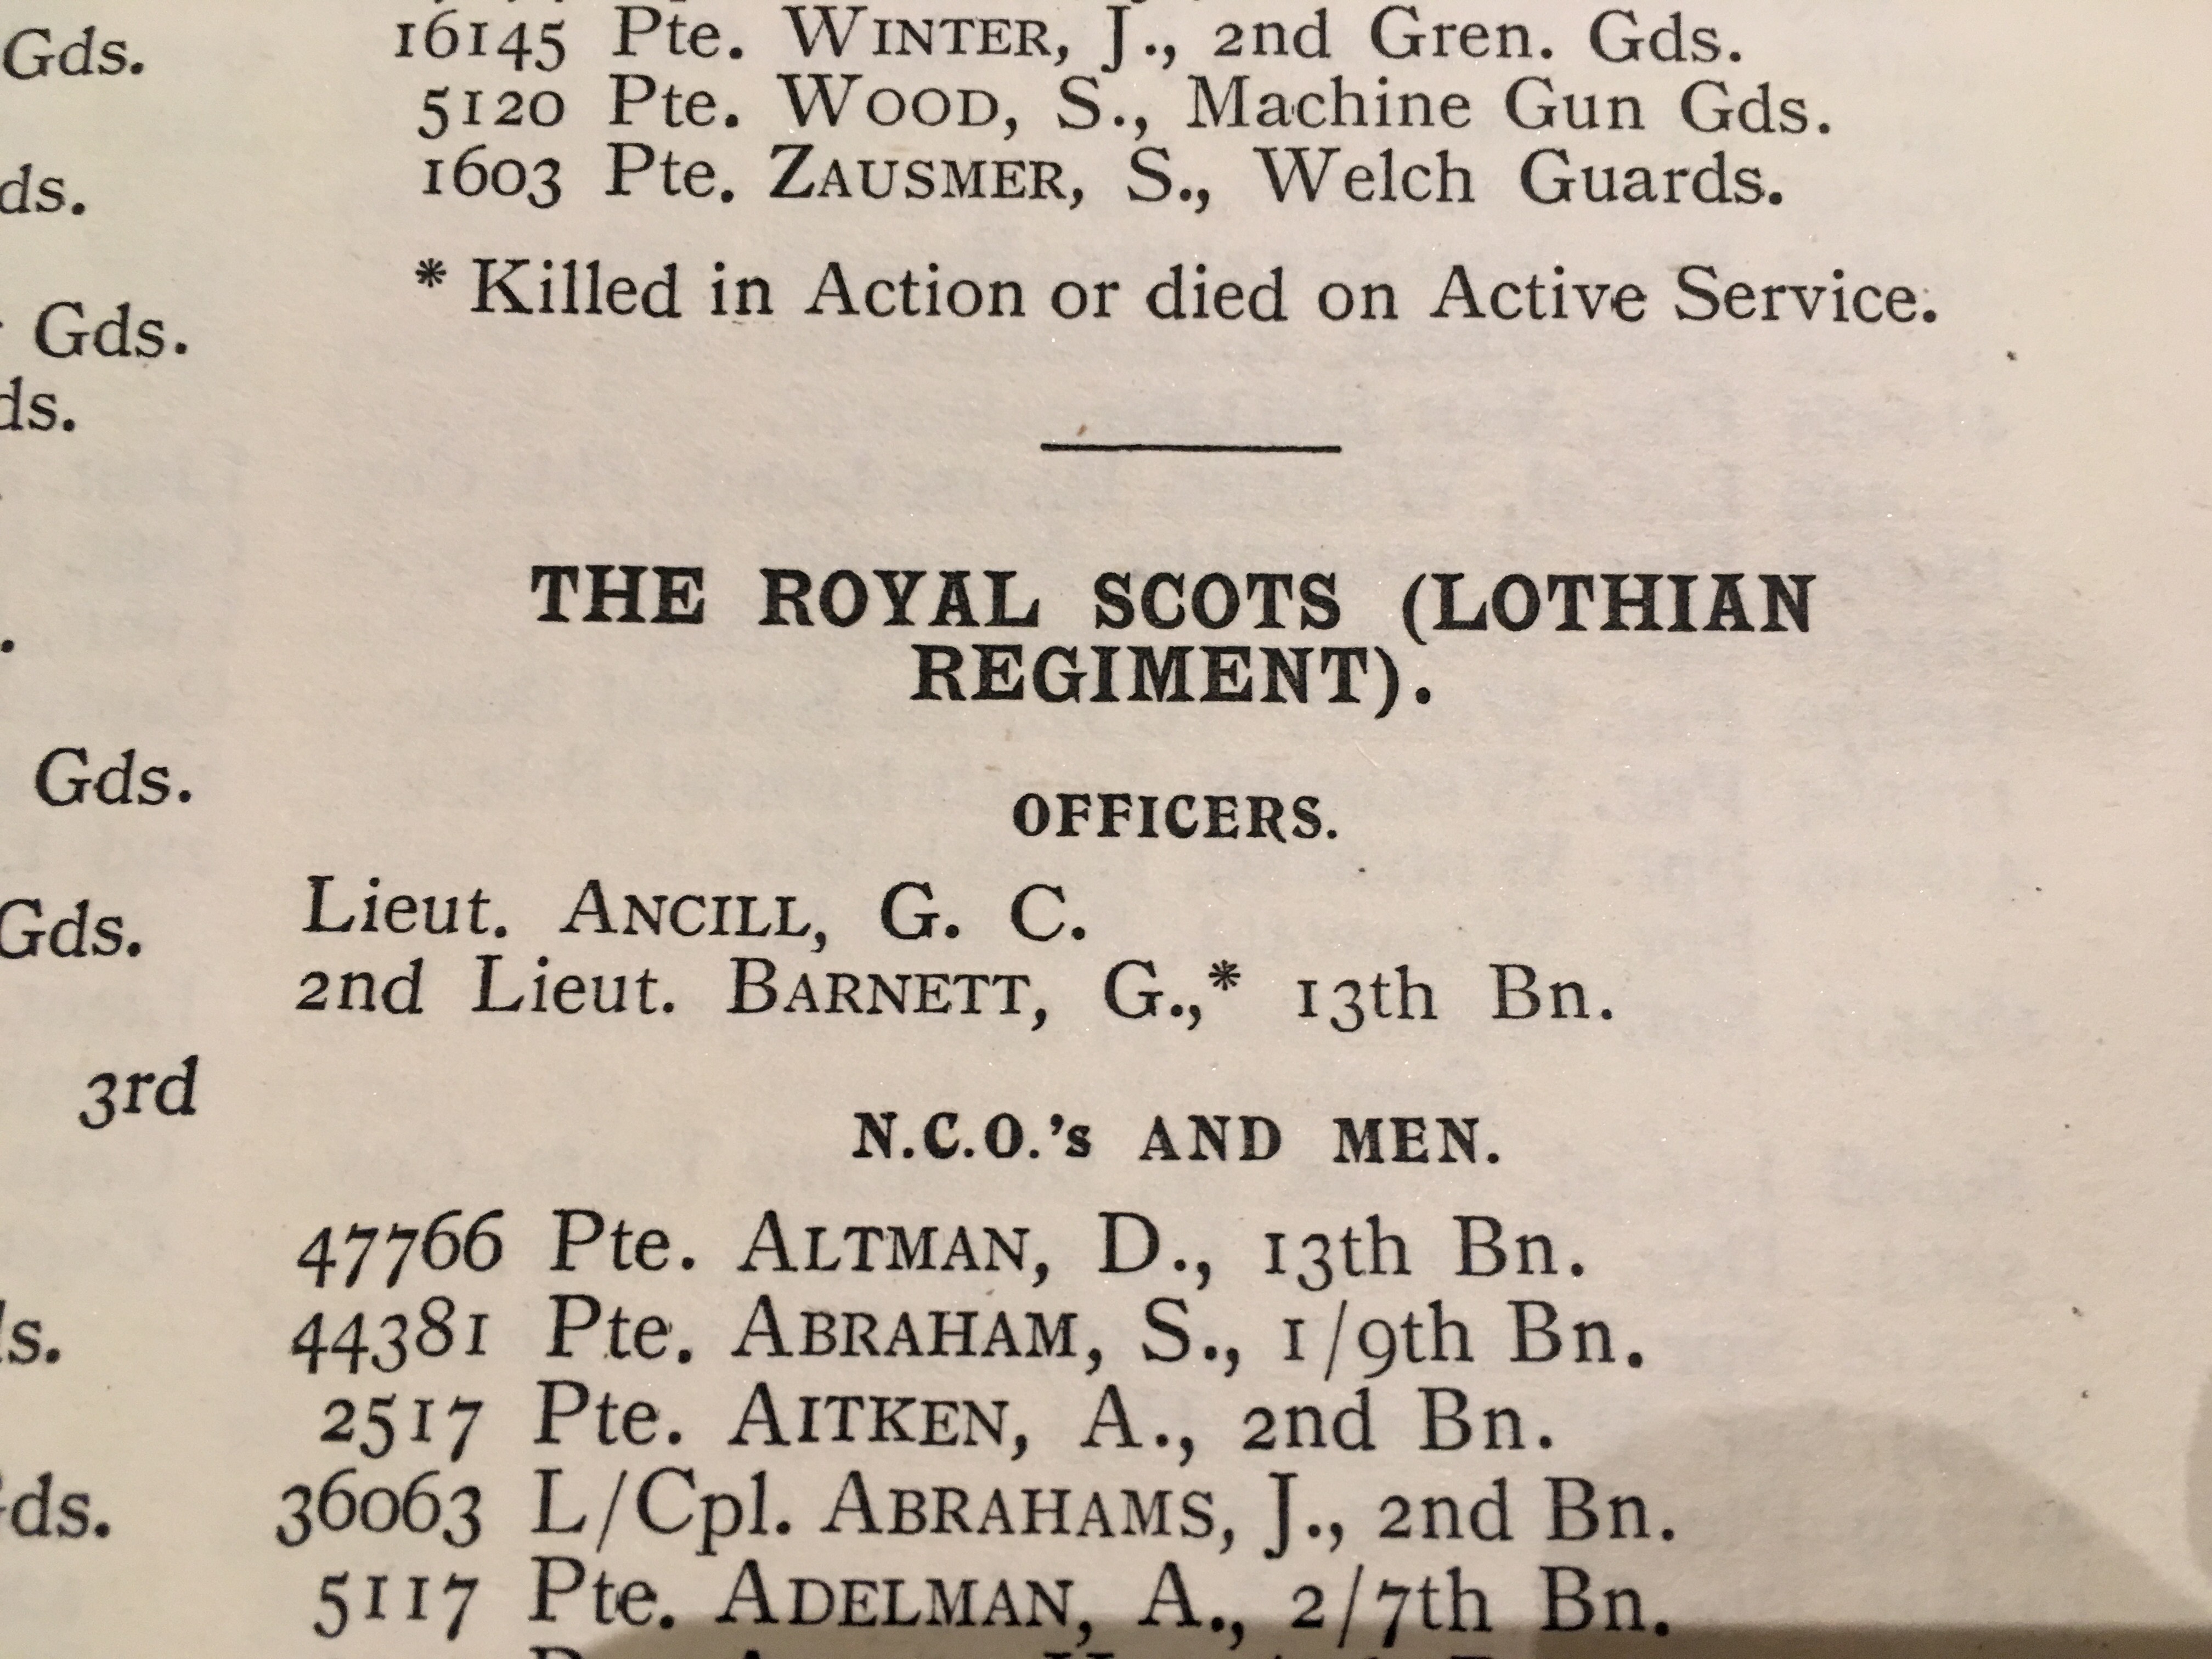 Gds.
ds.
Gds.
ds.
Gds.
Gds.
3rd
ds.
16145 Pte. WINTER, J., 2nd Gren. Gds.
5120 Pte. WOOD, S., Machine Gun Gds.
1603 Pte. ZAUSMER, S., Welch Guards.
* Killed in Action or died on Active Service.
THE ROYAL SCOTS (LOTHIAN
REGIMENT).
OFFICERS.
Lieut. ANCILL, G. C.
2nd Lieut. BARNETT, G.,* 13th Bn.
N.C.O.'s AND MEN.
47766 Pte. ALTMAN, D., 13th Bn.
44381 Pte. ABRAHAM, S., 1/9th Bn.
2517 Pte. AITKEN, A., 2nd Bn.
36063 L/Cpl. ABRAHAMS, J., 2nd Bn.
5117 Pte. ADELMAN, A., 2/7th Bn.